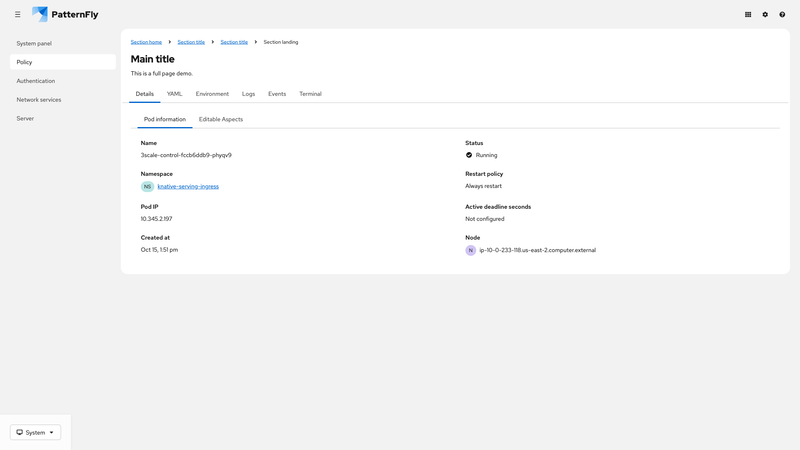 PatternFly
System panel
Policy
Authentication
Network services
Server
Section home Section title Section title Section landing
Main title
This is a full page demo.
Details YAML Environment Logs Events Terminal
Pod information Editable Aspects
Name
3scale-control-fccb6ddb9-phyqv9
Status
Running
Namespace
NS knative-serving-ingress
Restart policy
Always restart
Pod IP
10.345.2.197
Active deadline seconds
Not configured
Created at
Oct 15, 1:51 pm
Node
N ip-10-0-233-118.us-east-2.computer.external
System